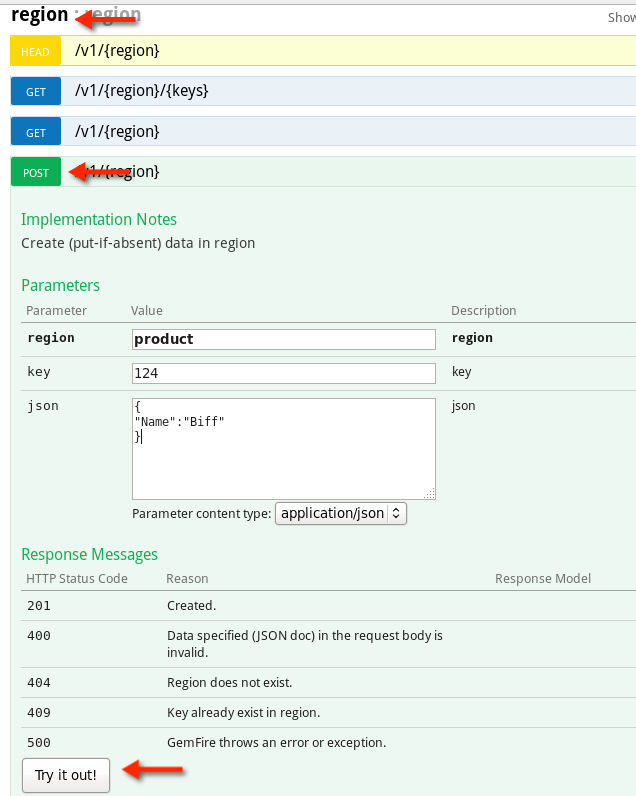 region : region
Show
HEAD /v1/{region}
GET /v1/{region}/{keys}
GET /v1/{region}
POST /v1/{region}
Implementation Notes
Create (put-if-absent) data in region
Parameters
Parameter Value Description
region product region
key 124 key
json { json
"Name":"Biff"
}
Parameter content type: application/json
Response Messages
HTTP Status Code Reason Response Model
201 Created.
400 Data specified (JSON doc) in the request body is
invalid.
404 Region does not exist.
409 Key already exist in region.
500 GemFire throws an error or exception.
Try it out!